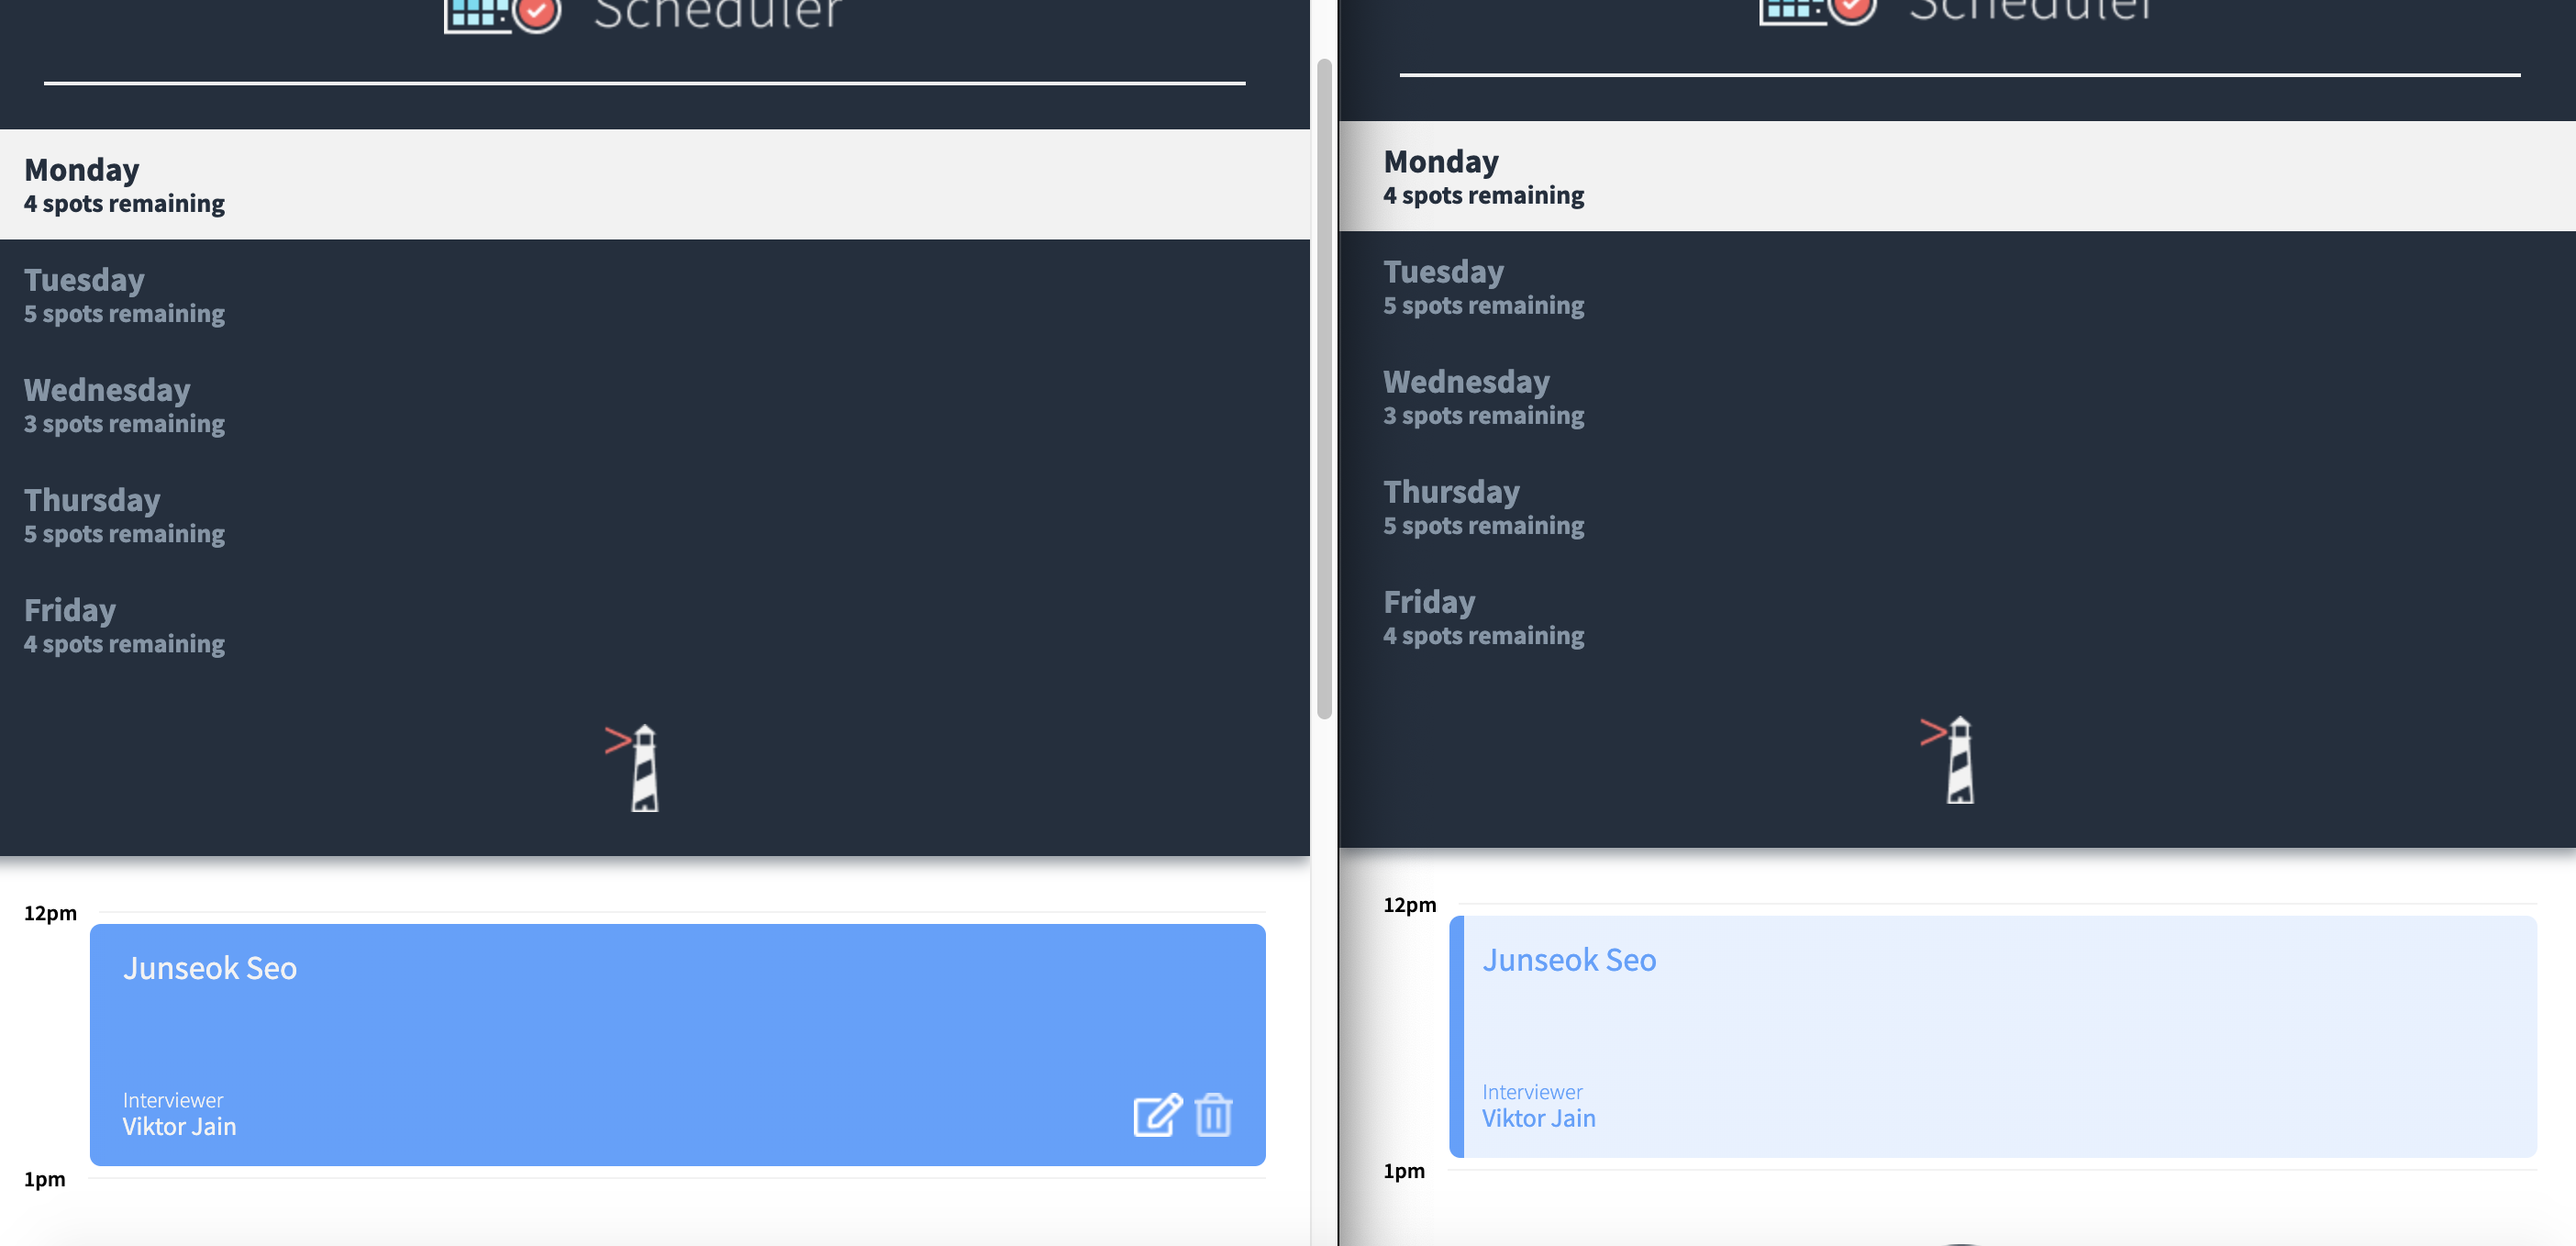 Scheduler
Monday
4 spots remaining
Tuesday
5 spots remaining
Wednesday
3 spots remaining
Thursday
5 spots remaining
Friday
4 spots remaining
12pm
Junseok Seo
Interviewer
Viktor Jain
1pm
Scheduler
Monday
4 spots remaining
Tuesday
5 spots remaining
Wednesday
3 spots remaining
Thursday
5 spots remaining
Friday
4 spots remaining
12pm
Junseok Seo
Interviewer
Viktor Jain
1pm